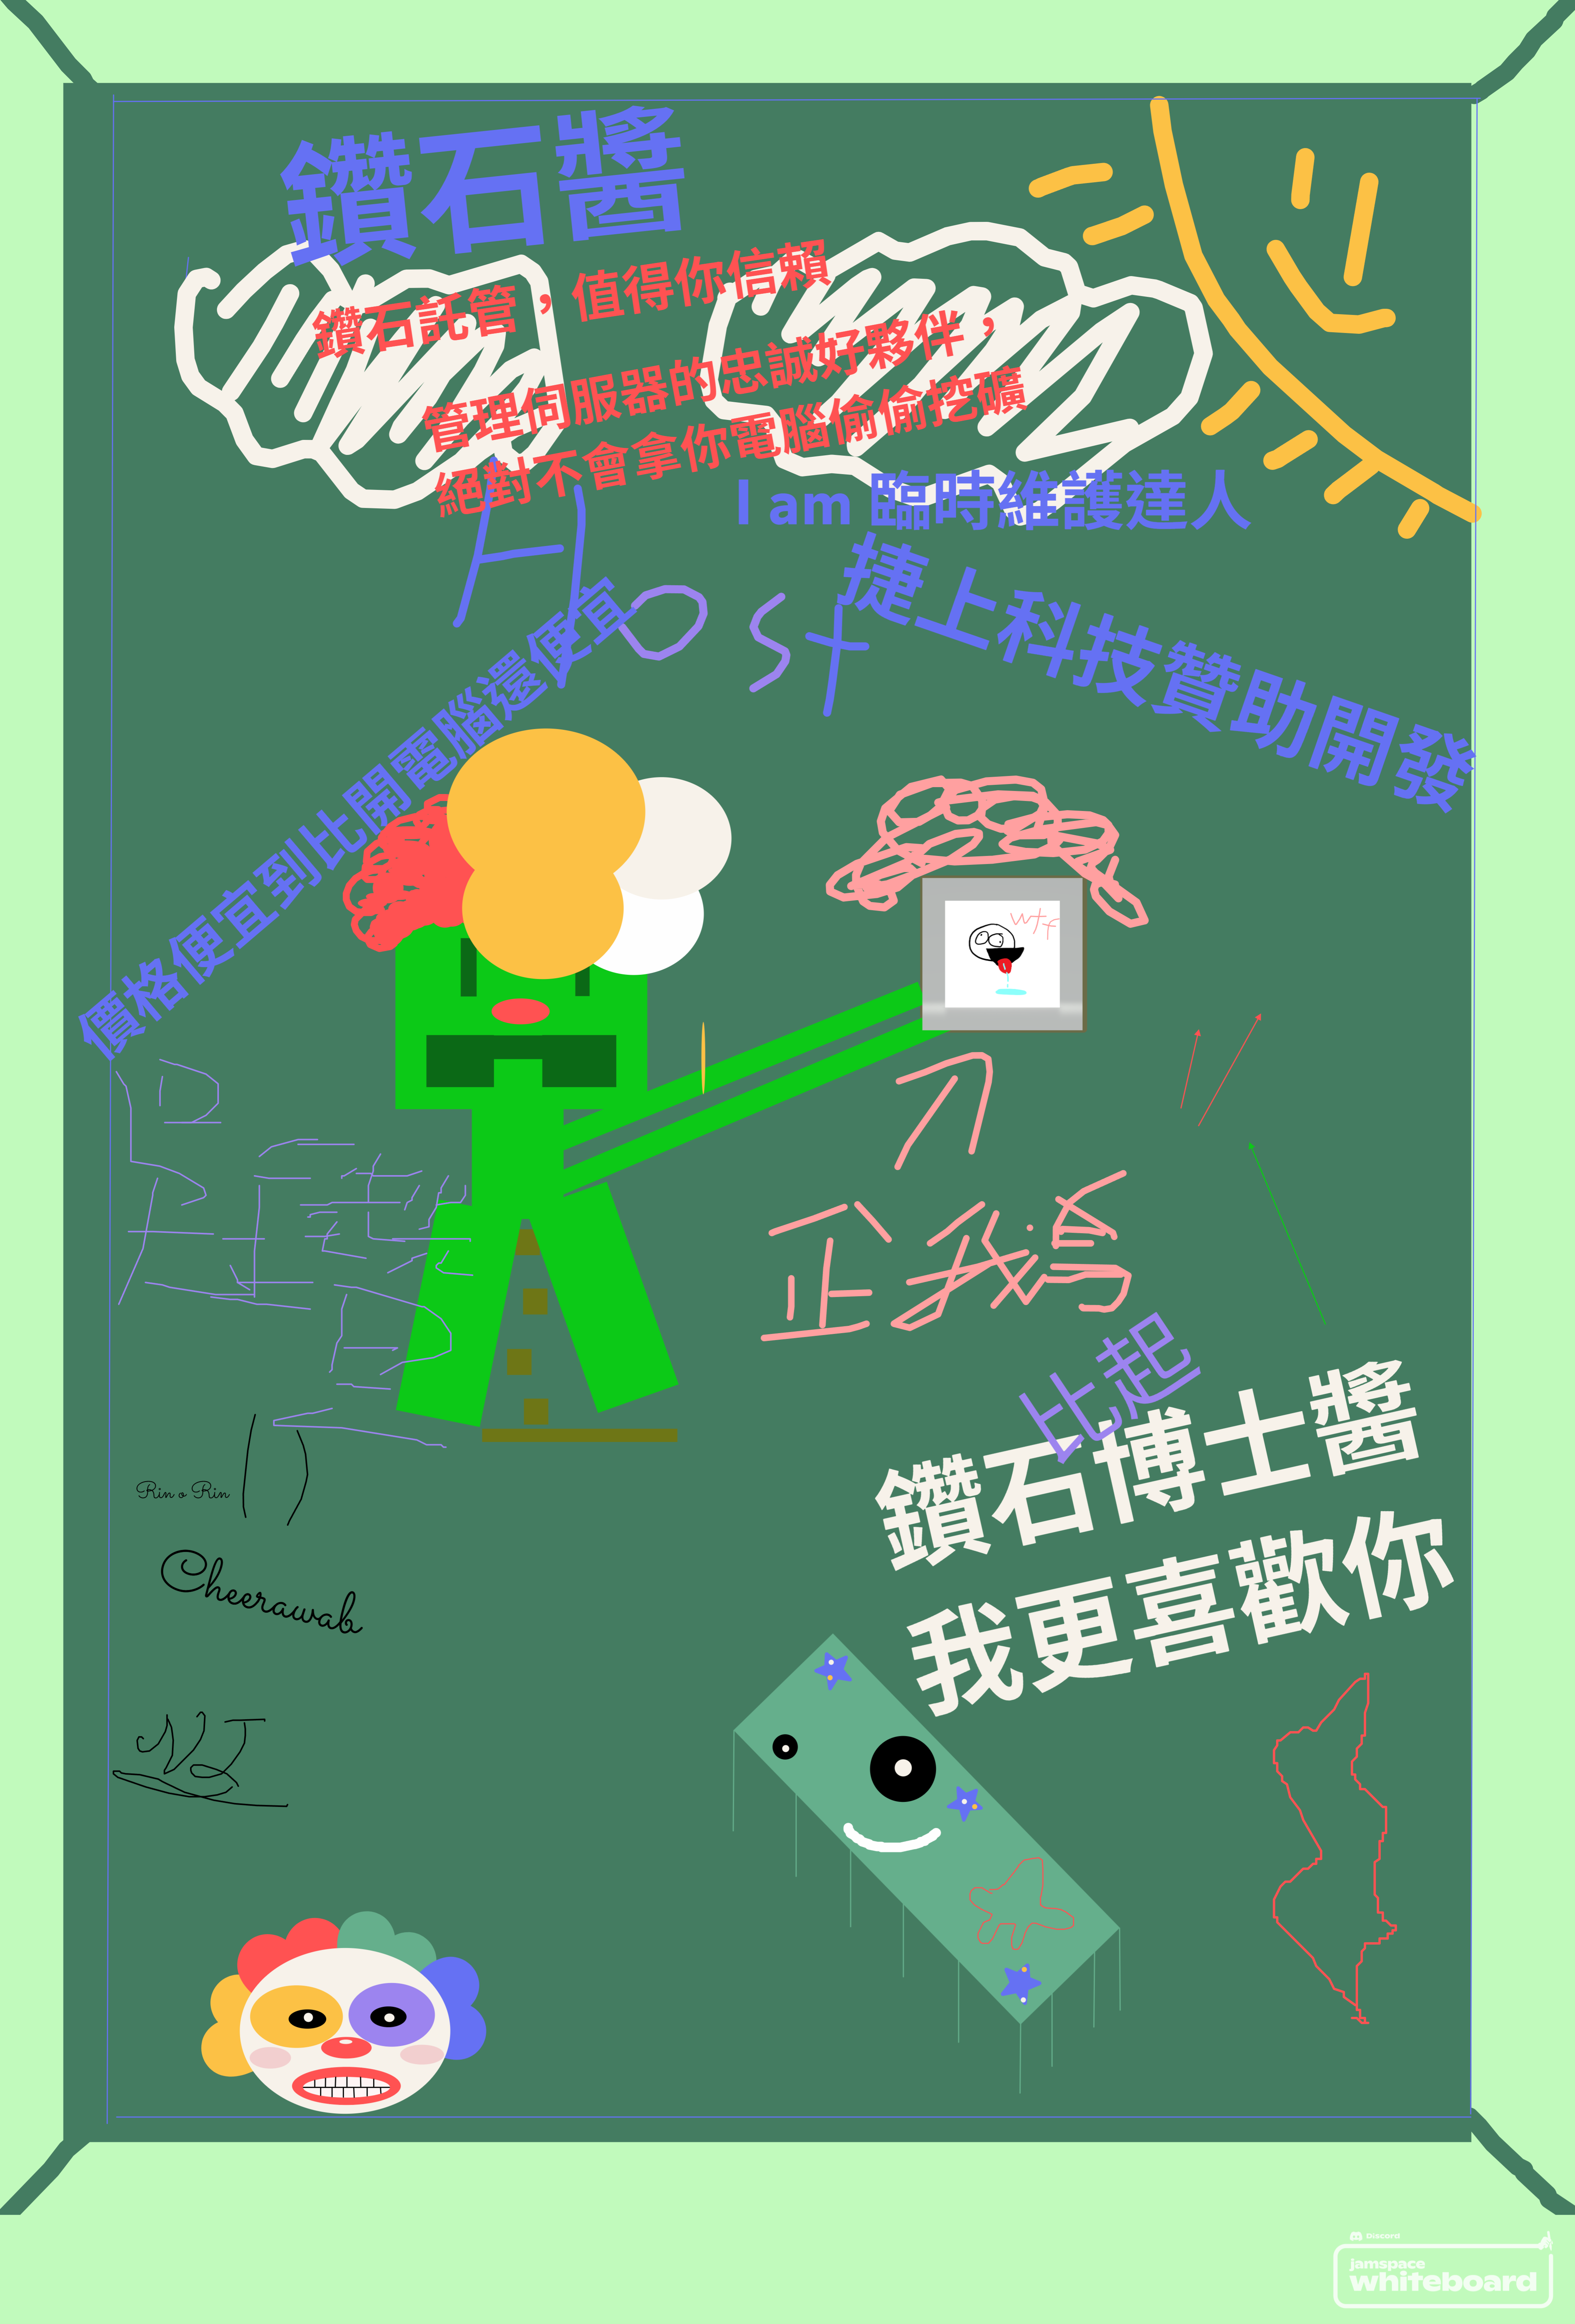 鑽石醬
鑽石託管，值得你信賴
管理伺服器的忠誠好夥伴，
絕對不會拿你電腦偷偷挖礦
I am 臨時維護達人
Host
捷上科技贊助開發
價格便宜到比開電腦還便宜
wtf
比起
鑽石博士醬
我更喜歡你
Rin o Rin
Cheerawab
Discord
jamspace
whiteboard